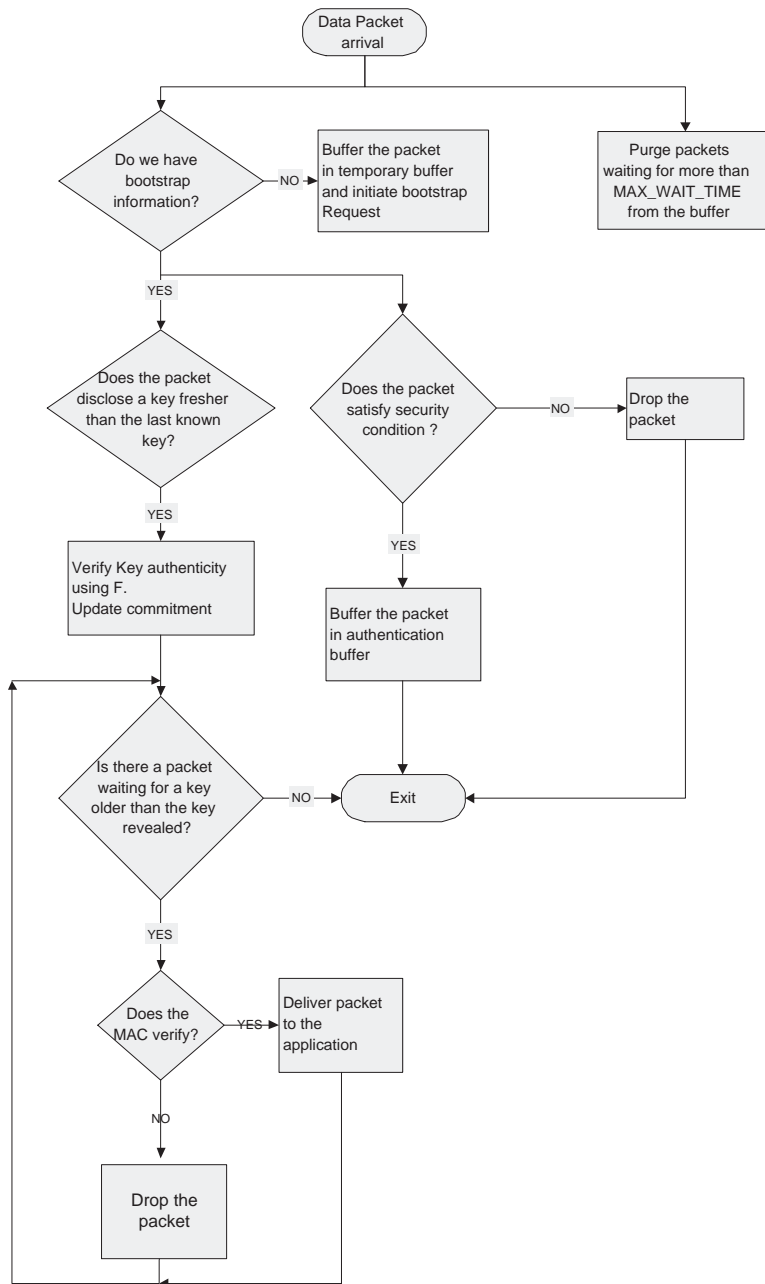 Data Packet
arrival
Do we have
bootstrap
information?
NO
Buffer the packet
in temporary buffer
and initiate bootstrap
Request
Purge packets
waiting for more than
MAX_WAIT_TIME
from the buffer
YES
Does the packet
disclose a key fresher
than the last known
key?
Does the packet
satisfy security
condition ?
NO
Drop the
packet
YES
YES
Verify Key authenticity
using F.
Update commitment
Buffer the packet
in authentication
buffer
Is there a packet
waiting for a key
older than the key
revealed?
NO
Exit
YES
Does the
MAC verify?
YES
Deliver packet
to the
application
NO
Drop the
packet